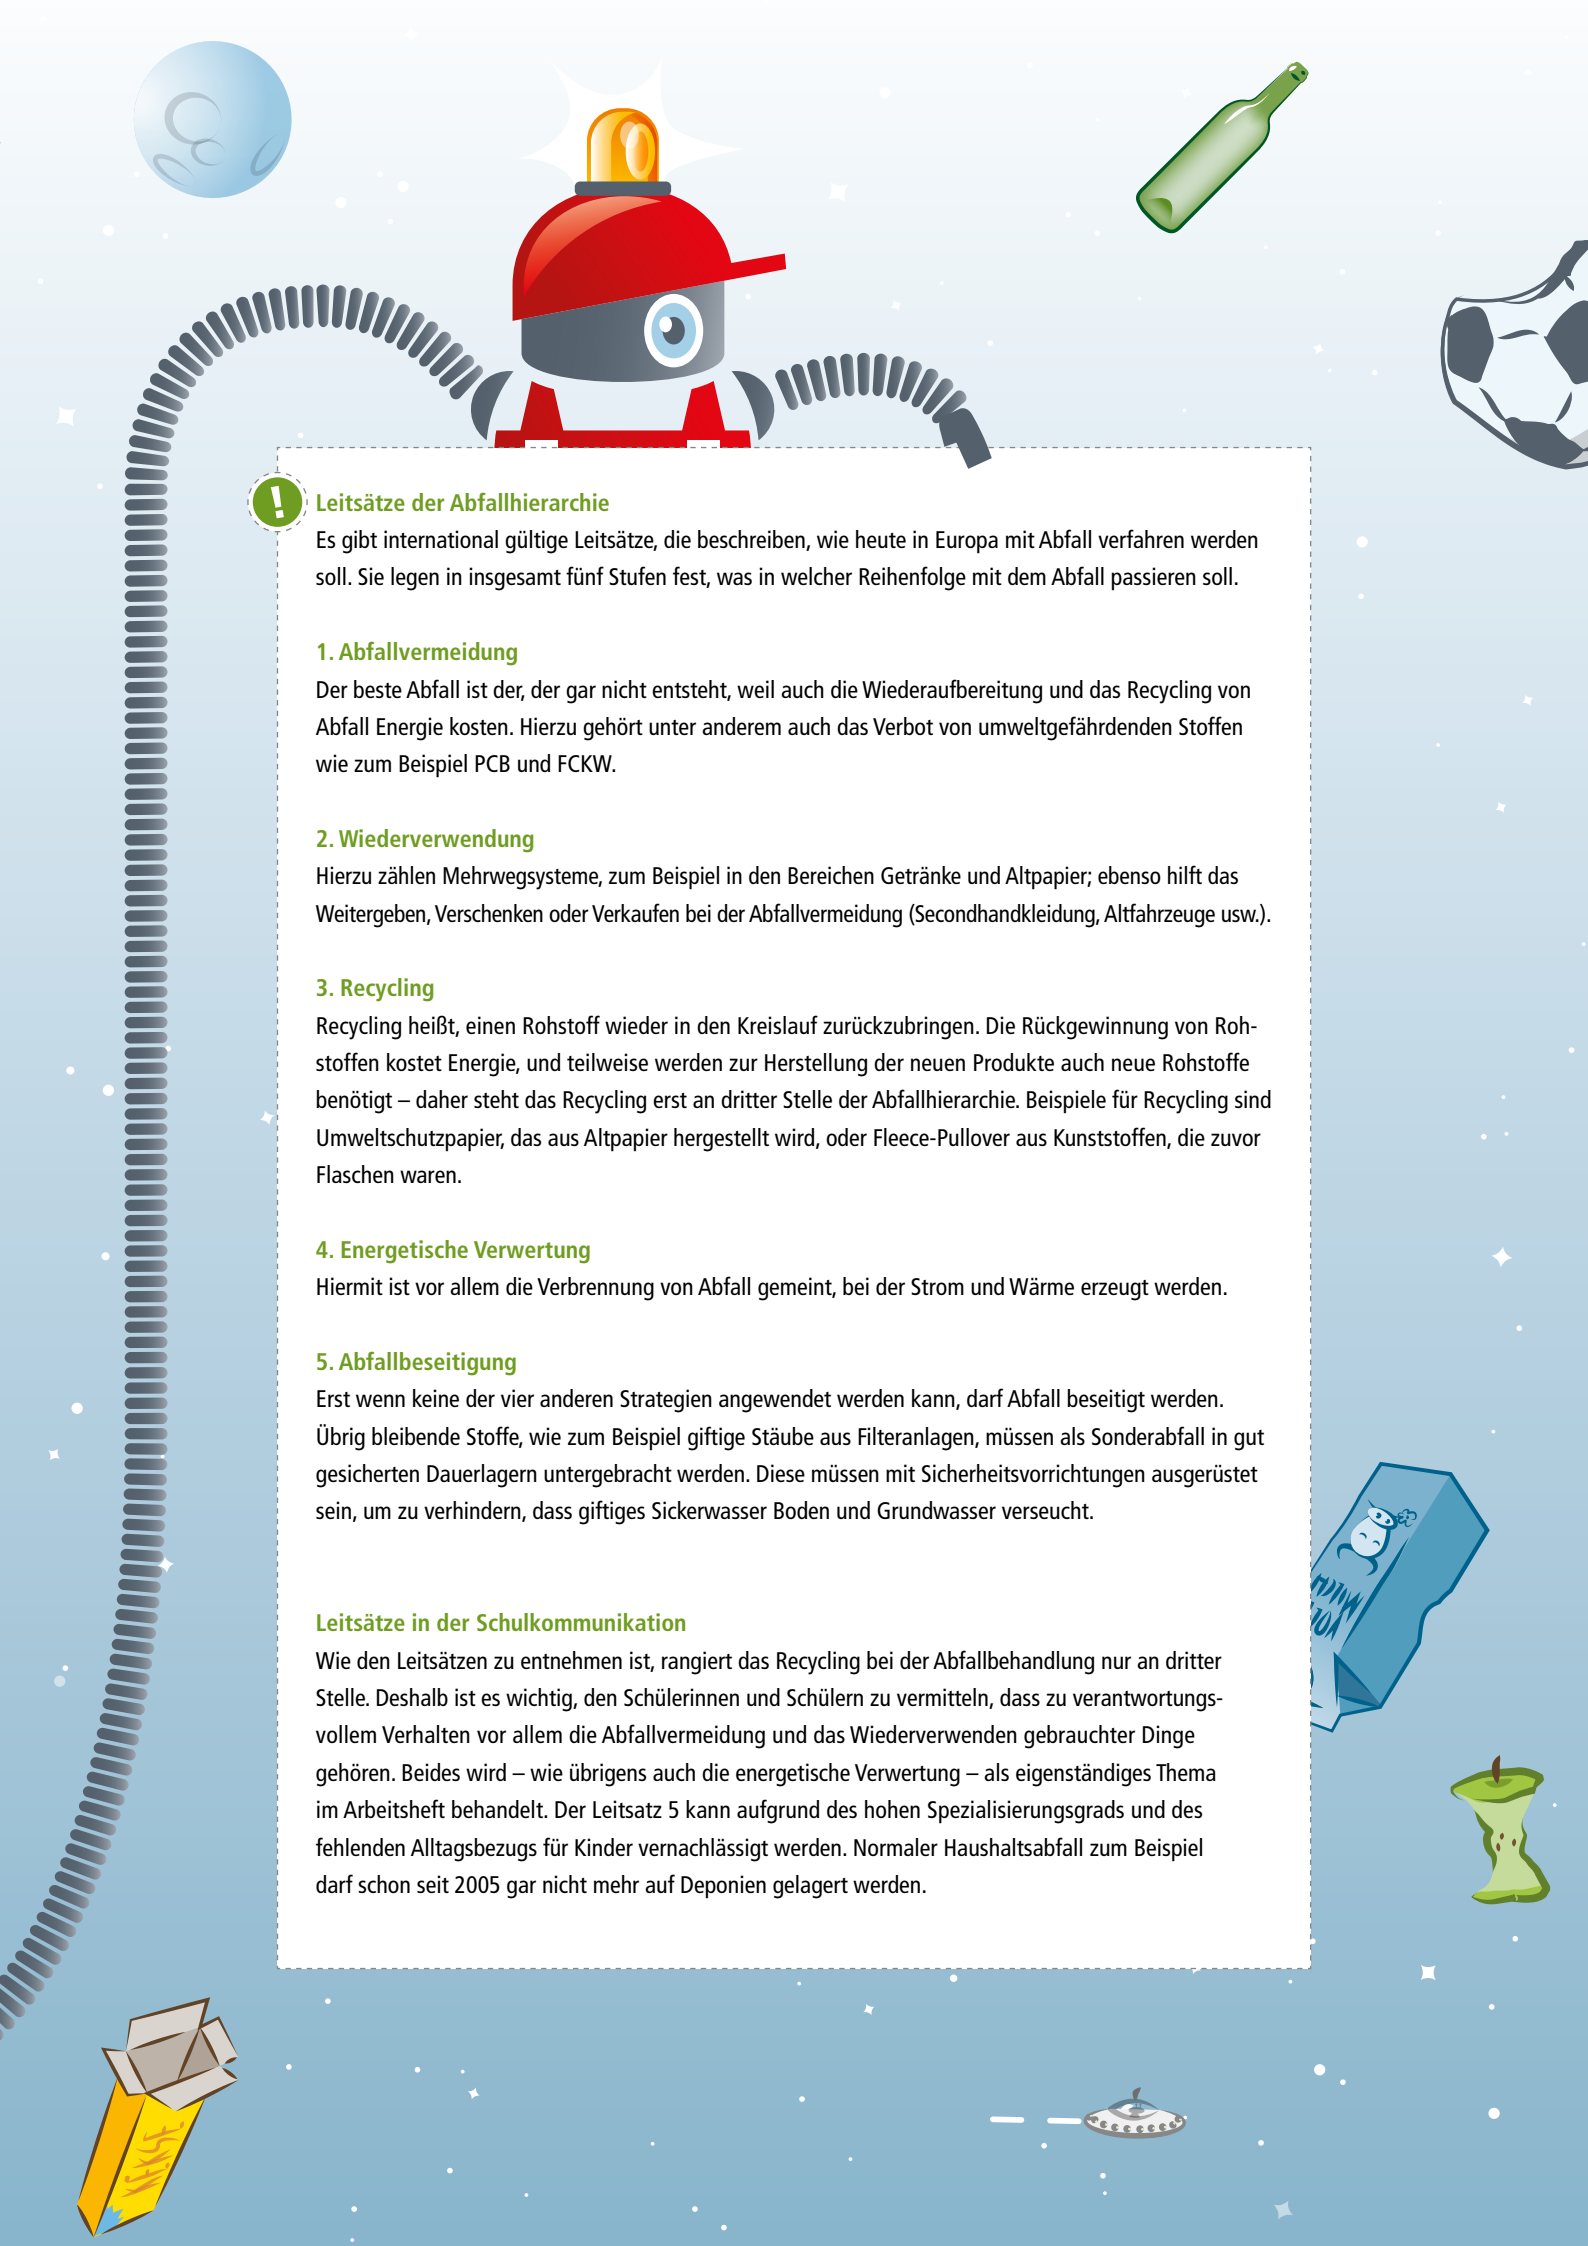 !
Leitsätze der Abfallhierarchie
Es gibt international gültige Leitsätze, die beschreiben, wie heute in Europa mit Abfall verfahren werden
soll. Sie legen in insgesamt fünf Stufen fest, was in welcher Reihenfolge mit dem Abfall passieren soll.
1. Abfallvermeidung
Der beste Abfall ist der, der gar nicht entsteht, weil auch die Wiederaufbereitung und das Recycling von
Abfall Energie kosten. Hierzu gehört unter anderem auch das Verbot von umweltgefährdenden Stoffen
wie zum Beispiel PCB und FCKW.
2. Wiederverwendung
Hierzu zählen Mehrwegsysteme, zum Beispiel in den Bereichen Getränke und Altpapier; ebenso hilft das
Weitergeben, Verschenken oder Verkaufen bei der Abfallvermeidung (Secondhandkleidung, Altfahrzeuge usw.).
3. Recycling
Recycling heißt, einen Rohstoff wieder in den Kreislauf zurückzubringen. Die Rückgewinnung von Roh-
stoffen kostet Energie, und teilweise werden zur Herstellung der neuen Produkte auch neue Rohstoffe
benötigt – daher steht das Recycling erst an dritter Stelle der Abfallhierarchie. Beispiele für Recycling sind
Umweltschutzpapier, das aus Altpapier hergestellt wird, oder Fleece-Pullover aus Kunststoffen, die zuvor
Flaschen waren.
4. Energetische Verwertung
Hiermit ist vor allem die Verbrennung von Abfall gemeint, bei der Strom und Wärme erzeugt werden.
5. Abfallbeseitigung
Erst wenn keine der vier anderen Strategien angewendet werden kann, darf Abfall beseitigt werden.
Übrig bleibende Stoffe, wie zum Beispiel giftige Stäube aus Filteranlagen, müssen als Sonderabfall in gut
gesicherten Dauerlagern untergebracht werden. Diese müssen mit Sicherheitsvorrichtungen ausgerüstet
sein, um zu verhindern, dass giftiges Sickerwasser Boden und Grundwasser verseucht.
Leitsätze in der Schulkommunikation
Wie den Leitsätzen zu entnehmen ist, rangiert das Recycling bei der Abfallbehandlung nur an dritter
Stelle. Deshalb ist es wichtig, den Schülerinnen und Schülern zu vermitteln, dass zu verantwortungs-
vollem Verhalten vor allem die Abfallvermeidung und das Wiederverwenden gebrauchter Dinge
gehören. Beides wird – wie übrigens auch die energetische Verwertung – als eigenständiges Thema
im Arbeitsheft behandelt. Der Leitsatz 5 kann aufgrund des hohen Spezialisierungsgrads und des
fehlenden Alltagsbezugs für Kinder vernachlässigt werden. Normaler Haushaltsabfall zum Beispiel
darf schon seit 2005 gar nicht mehr auf Deponien gelagert werden.
KEKSE